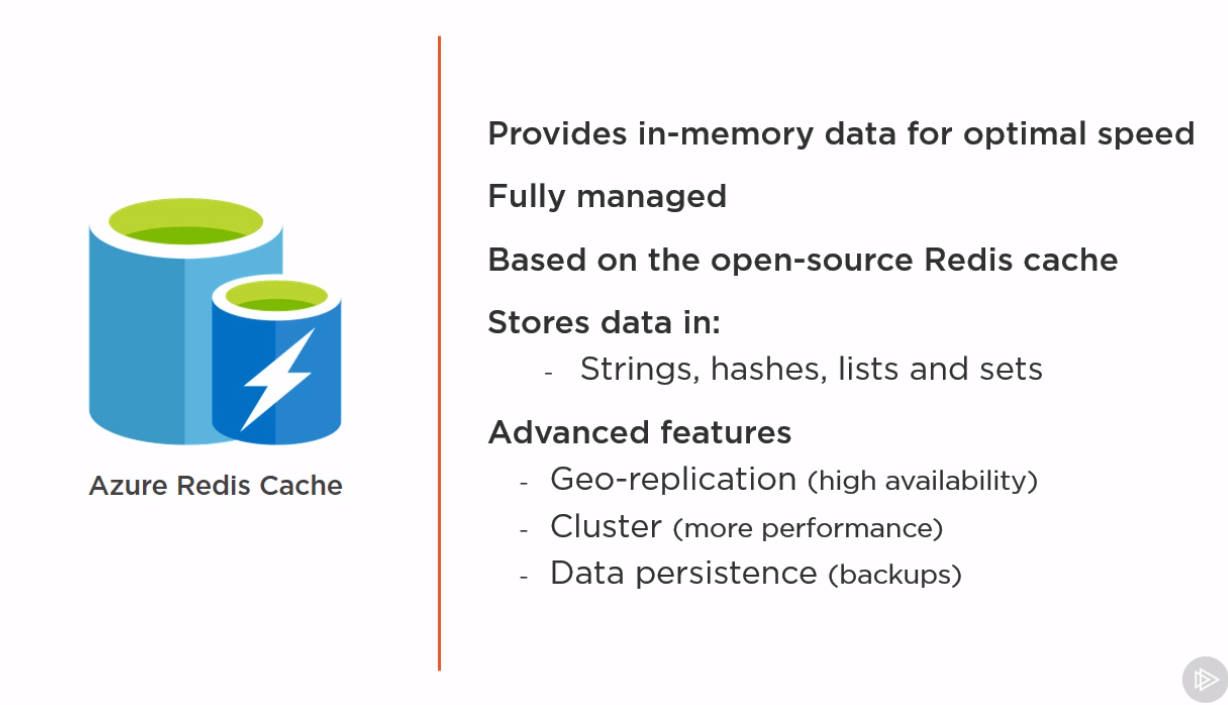 Azure Redis Cache
Provides in-memory data for optimal speed
Fully managed
Based on the open-source Redis cache
Stores data in:
- Strings, hashes, lists and sets
Advanced features
- Geo-replication (high availability)
- Cluster (more performance)
- Data persistence (backups)